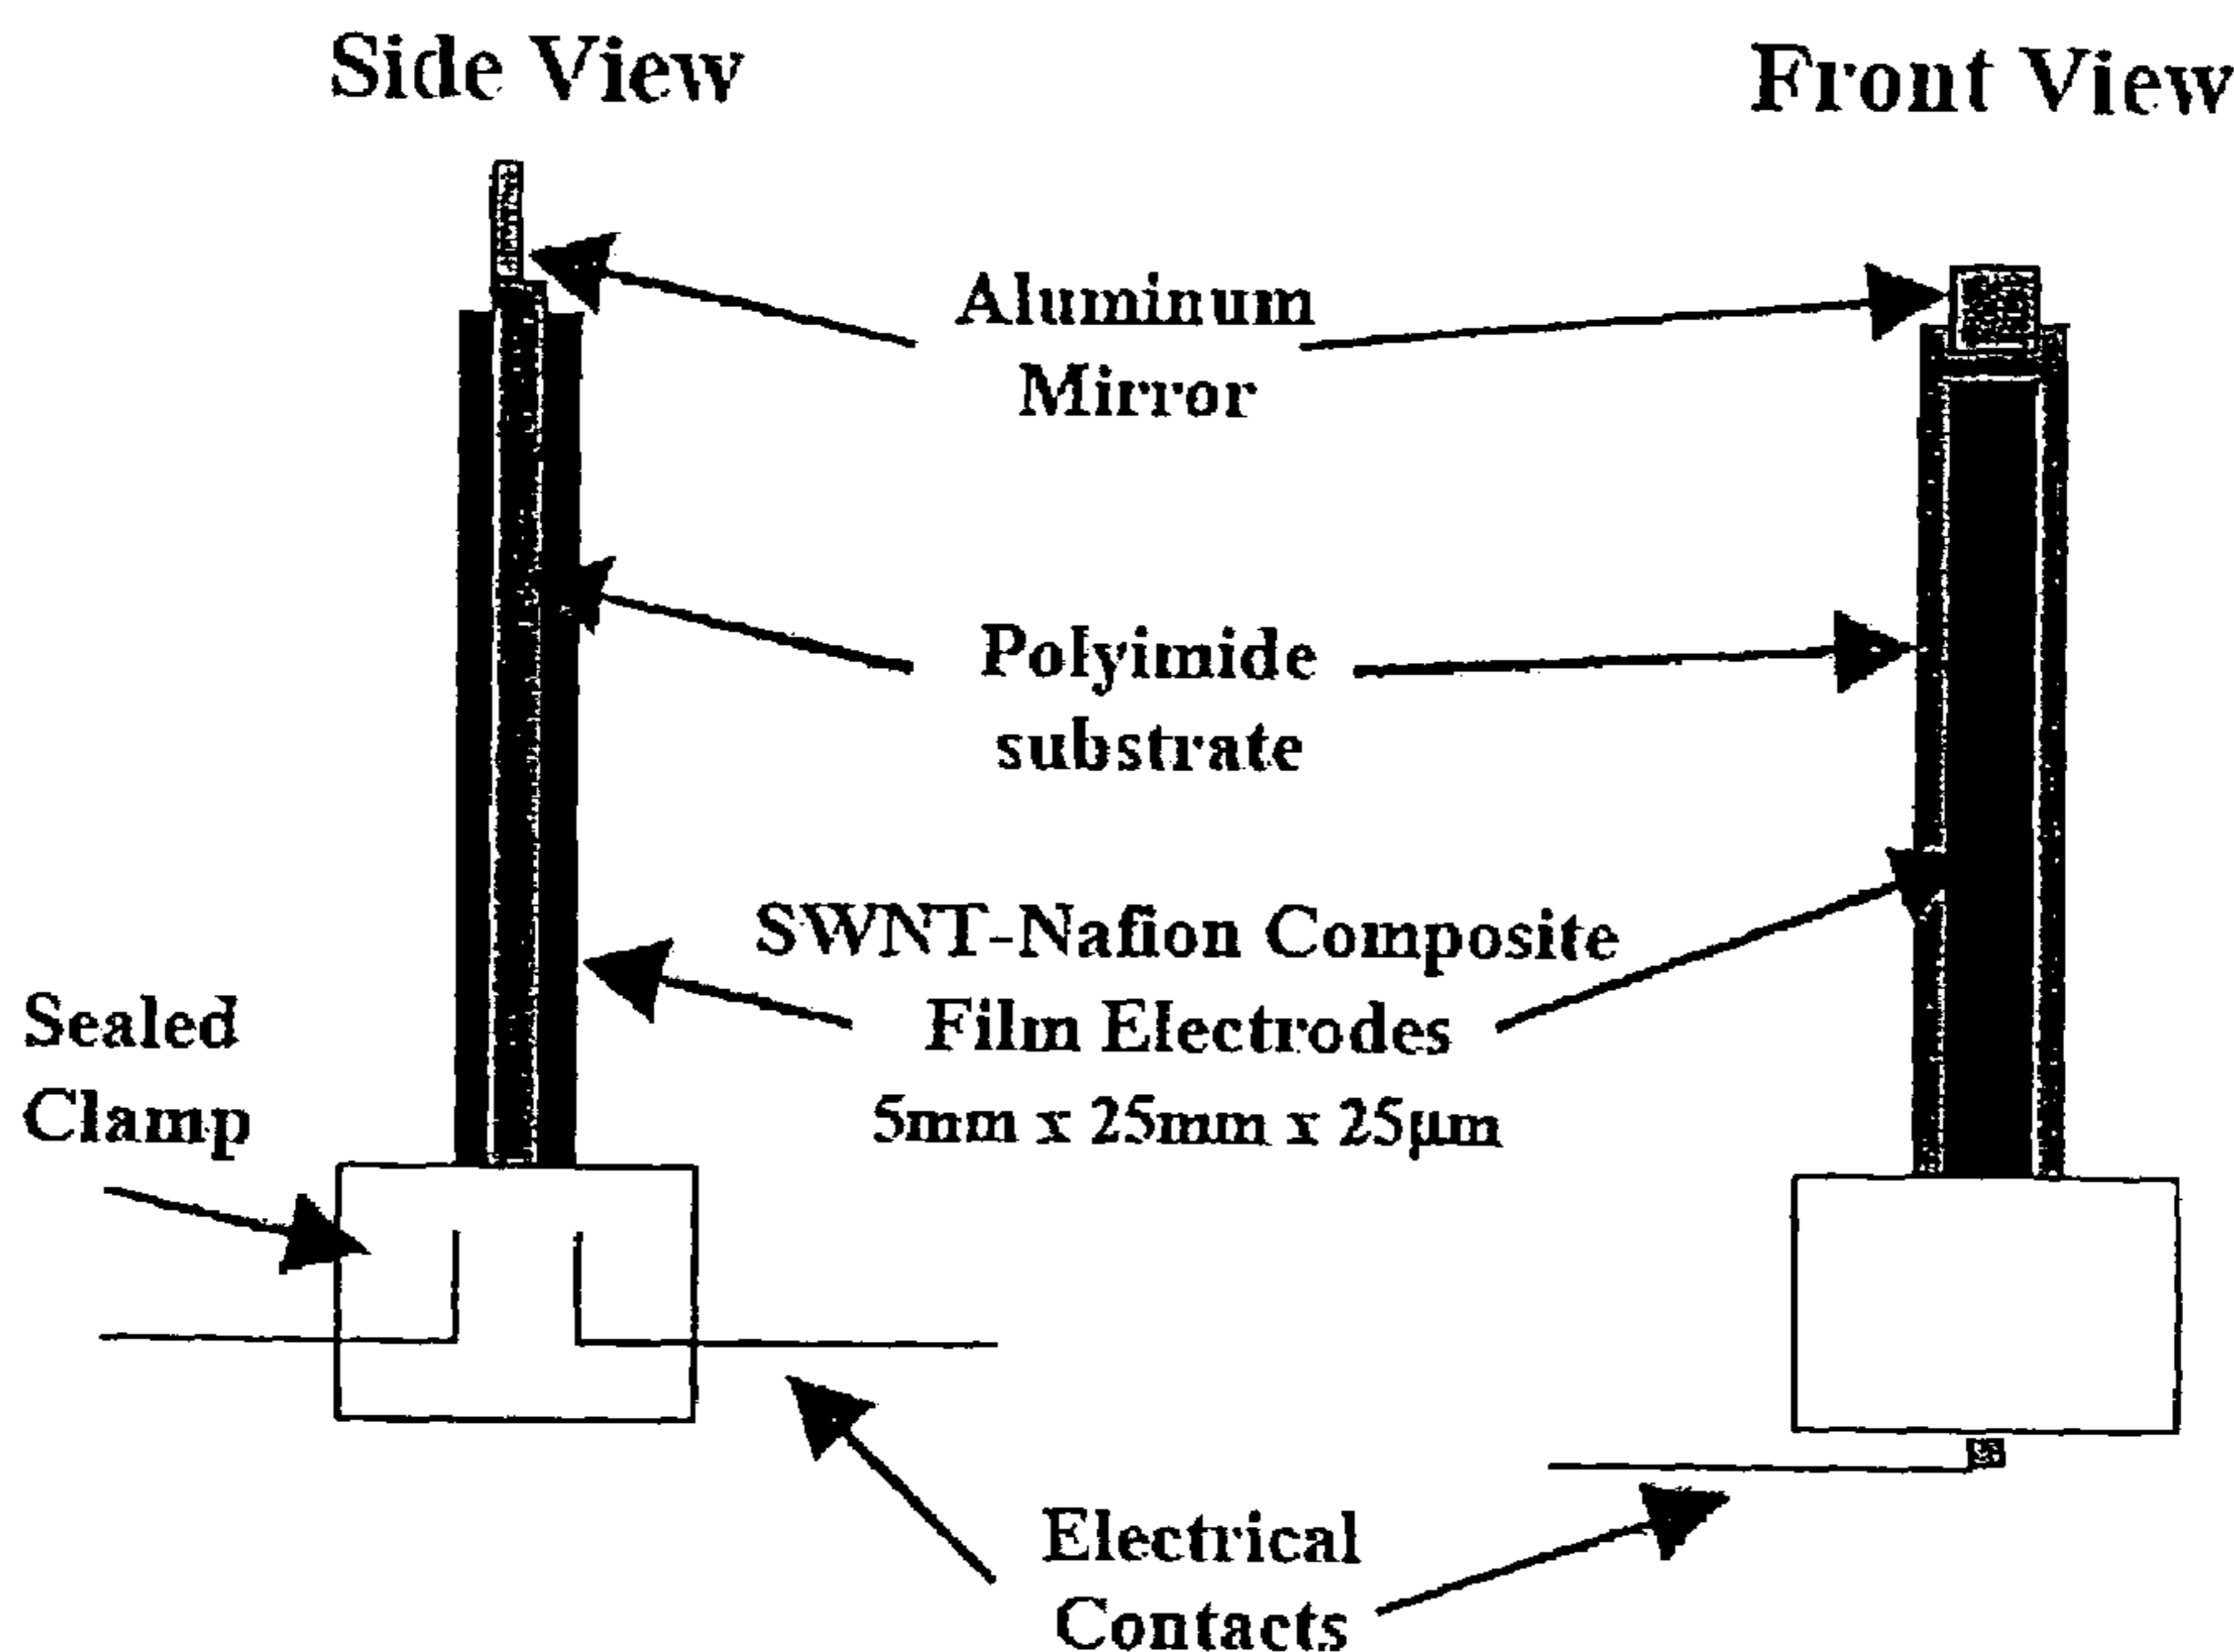 Side View
Front View
Aluminum
Mirror
Polyimide
substrate
SWNT-Nafion Composite
Film Electrodes
5mm x 25mm x 25µm
Sealed
Clamp
Electrical
Contacts